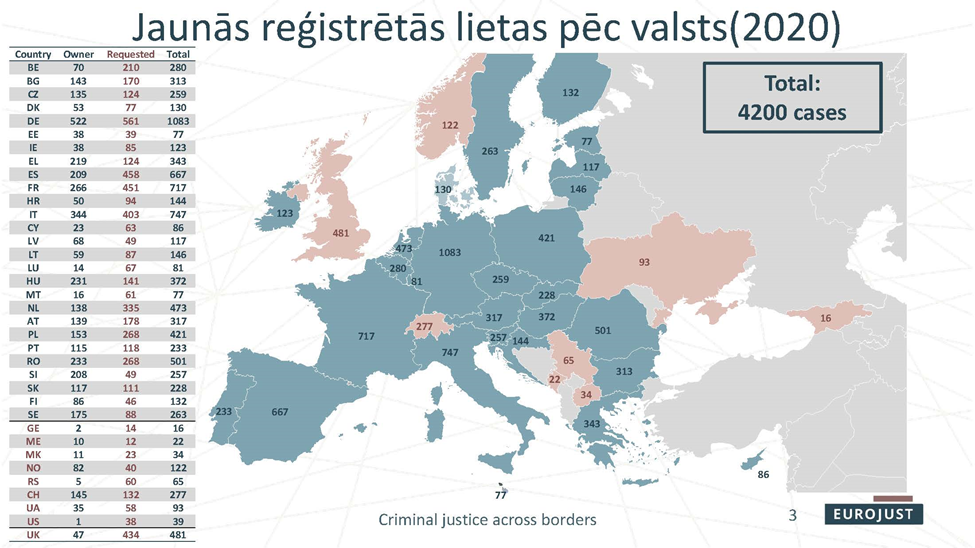 Jaunās reģistrētās lietas pēc valsts(2020)
Country Owner Requested Total
BE 70 210 280
BG 143 170 313
CZ 135 124 259
DK 53 77 130
DE 522 561 1083
EE 38 39 77
IE 38 85 123
EL 219 124 343
ES 209 458 667
FR 266 451 717
HR 50 94 144
IT 344 403 747
CY 23 63 86
LV 68 49 117
LT 59 87 146
LU 14 67 81
HU 231 141 372
MT 16 61 77
NL 138 335 473
AT 139 178 317
PL 153 268 421
PT 115 118 233
RO 233 268 501
SI 208 49 257
SK 117 111 228
FI 86 46 132
SE 175 88 263
GE 2 14 16
ME 10 12 22
MK 11 23 34
NO 82 40 122
RS 5 60 65
CH 145 132 277
UA 35 58 93
US 1 38 39
UK 47 434 481
Total:
4200 cases
132
122
263
77
117
146
130
123
481
473
1083
421
280
81
259
93
228
317
372
277
501
16
717
257
144
747
65
313
22
34
233
667
343
86
77
Criminal justice across borders
3
EUROJUST